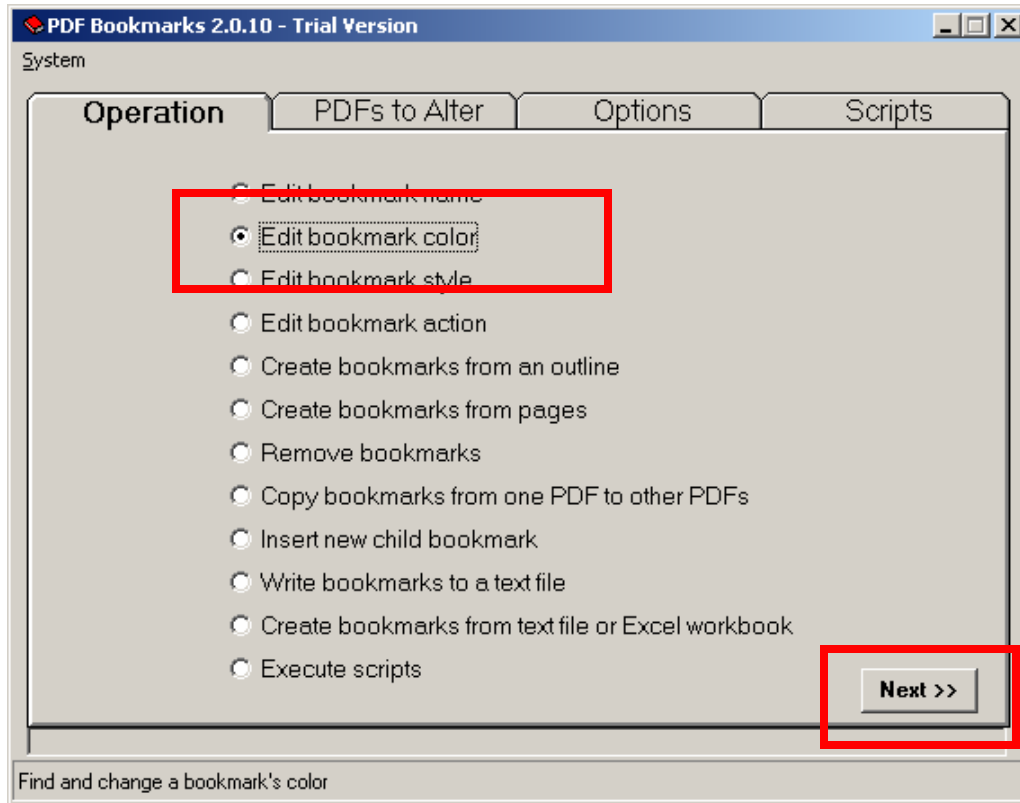 PDF Bookmarks 2.0.10 - Trial Version
System
Operation PDFs to Alter Options Scripts
Edit bookmark name
Edit bookmark color
Edit bookmark style
Edit bookmark action
Create bookmarks from an outline
Create bookmarks from pages
Remove bookmarks
Copy bookmarks from one PDF to other PDFs
Insert new child bookmark
Write bookmarks to a text file
Create bookmarks from text file or Excel workbook
Execute scripts
Next >>
Find and change a bookmark's color